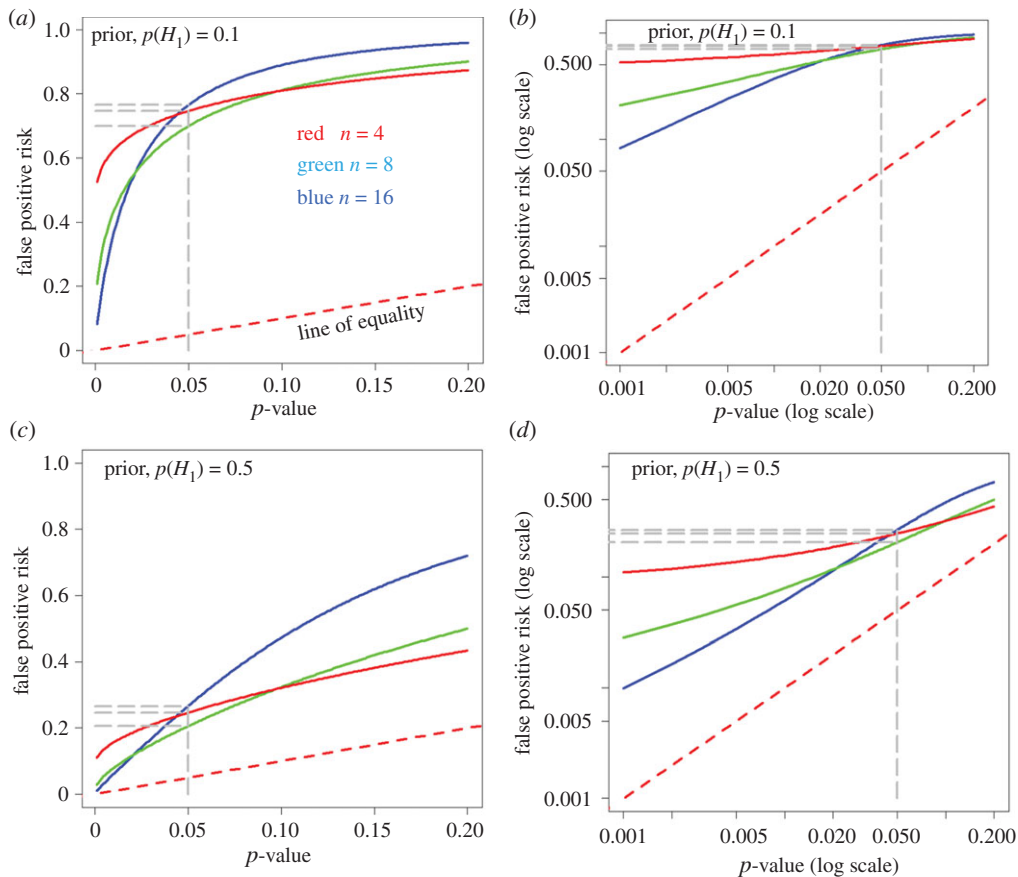 (a)
prior, p(H1) = 0.1
1.0
0.8
0.6
0.4
0.2
0
false positive risk
red n = 4
green n = 8
blue n = 16
line of equality
0 0.05 0.10 0.15 0.20
p-value
(b)
prior, p(H1) = 0.1
0.500
0.050
0.005
0.001
false positive risk (log scale)
0.001 0.005 0.020 0.050 0.200
p-value (log scale)
(c)
prior, p(H1) = 0.5
1.0
0.8
0.6
0.4
0.2
0
false positive risk
0 0.05 0.10 0.15 0.20
p-value
(d)
prior, p(H1) = 0.5
0.500
0.050
0.005
0.001
false positive risk (log scale)
0.001 0.005 0.020 0.050 0.200
p-value (log scale)